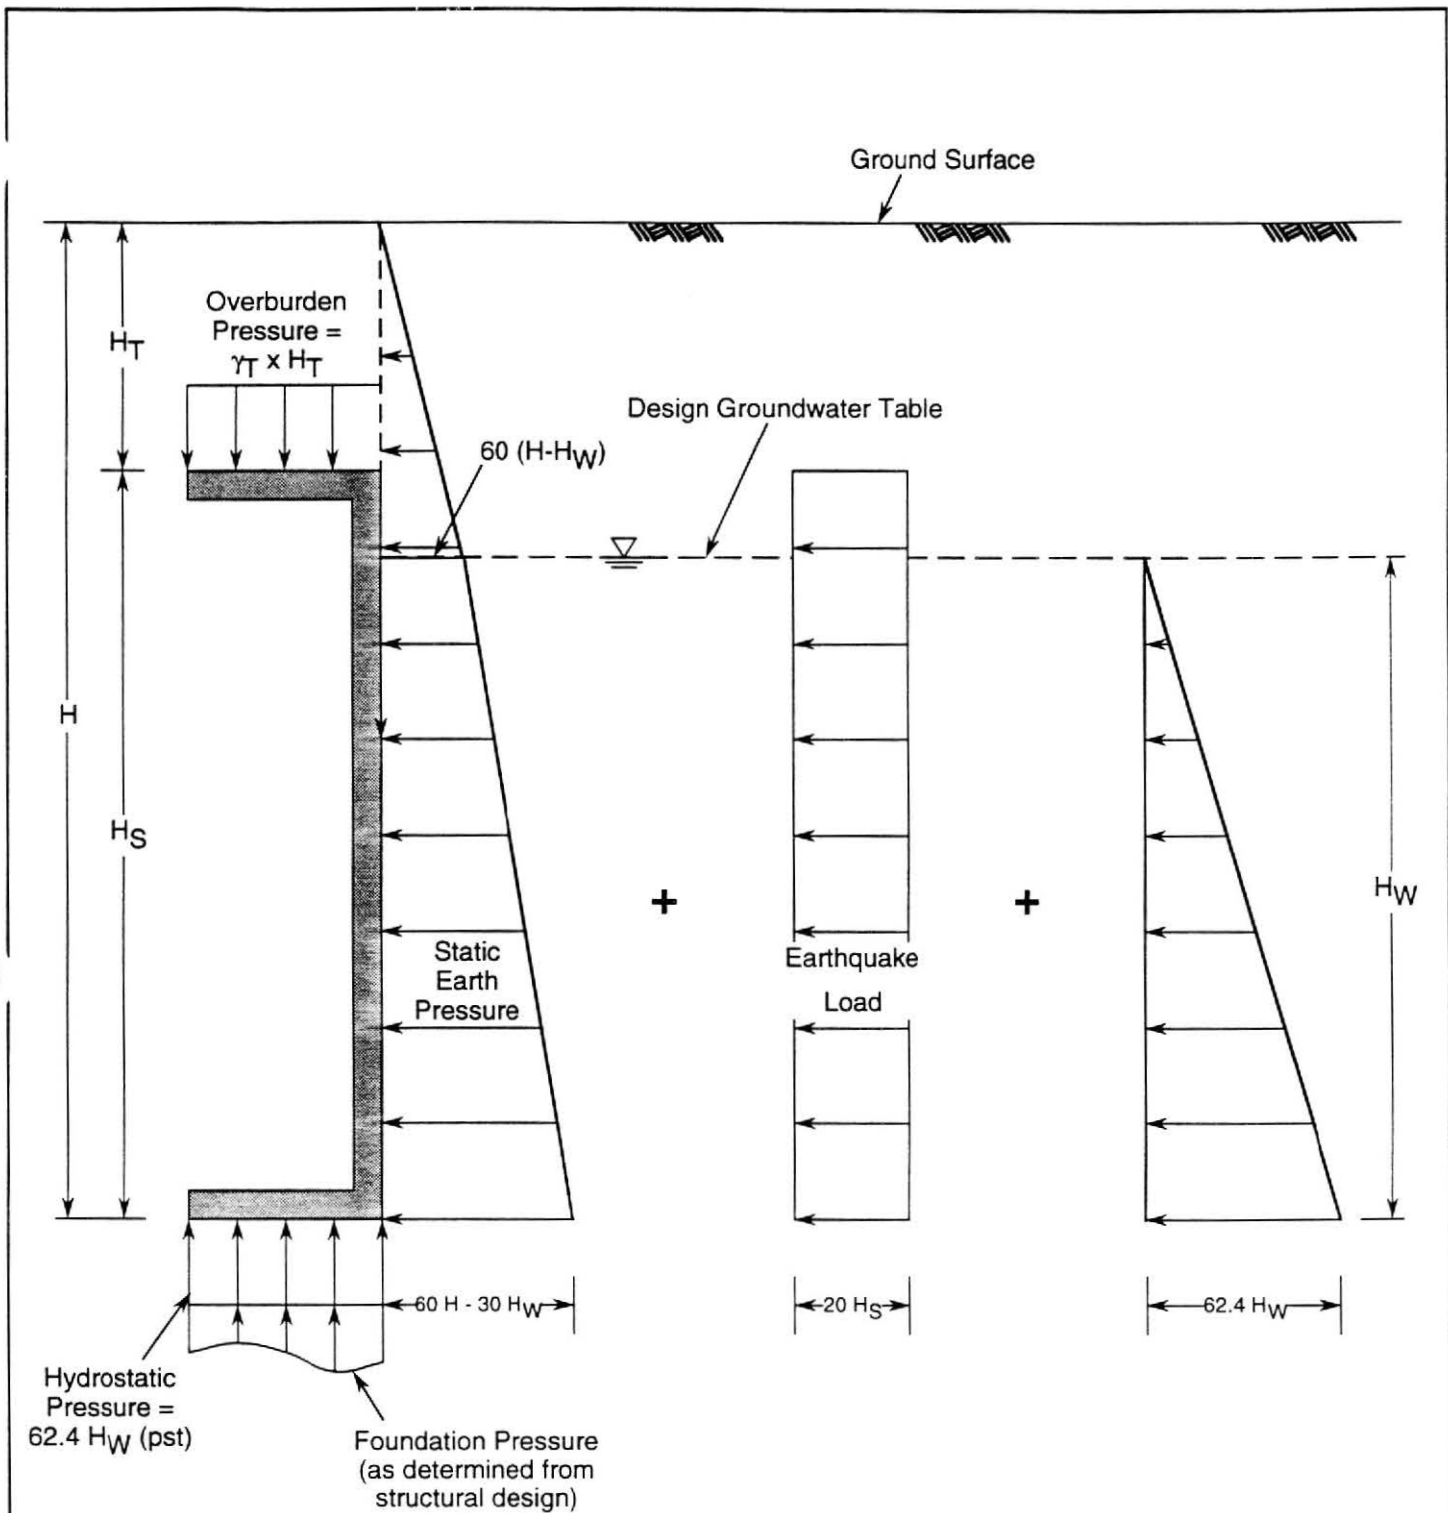 Ground Surface
Overburden
Pressure =
γT x HT
HT
Design Groundwater Table
60 (H-HW)
H
HS
HW
+
+
Static
Earth
Pressure
Earthquake
Load
60 H - 30 HW
20 HS
62.4 HW
Hydrostatic
Pressure =
62.4 HW (pst)
Foundation Pressure
(as determined from
structural design)